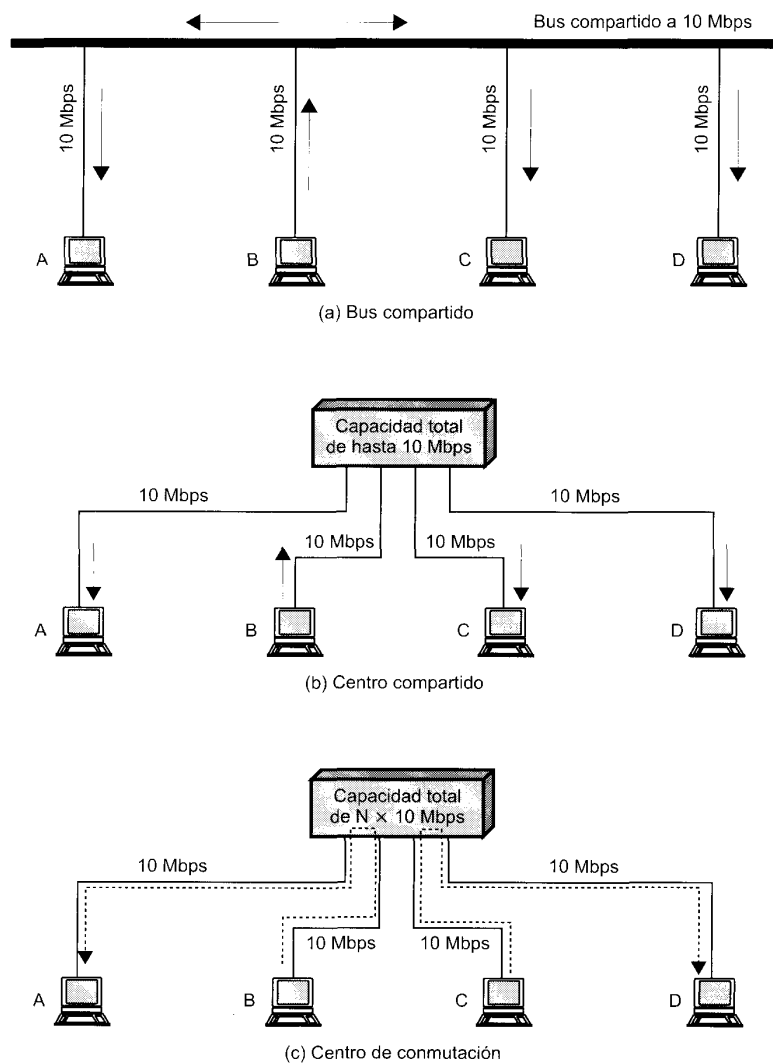 Bus compartido a 10 Mbps
10 Mbps
10 Mbps
10 Mbps
10 Mbps
A
B
C
D
(a) Bus compartido
Capacidad total
de hasta 10 Mbps
10 Mbps
10 Mbps
10 Mbps
10 Mbps
A
B
C
D
(b) Centro compartido
Capacidad total
de N × 10 Mbps
10 Mbps
10 Mbps
10 Mbps
10 Mbps
A
B
C
D
(c) Centro de conmutación